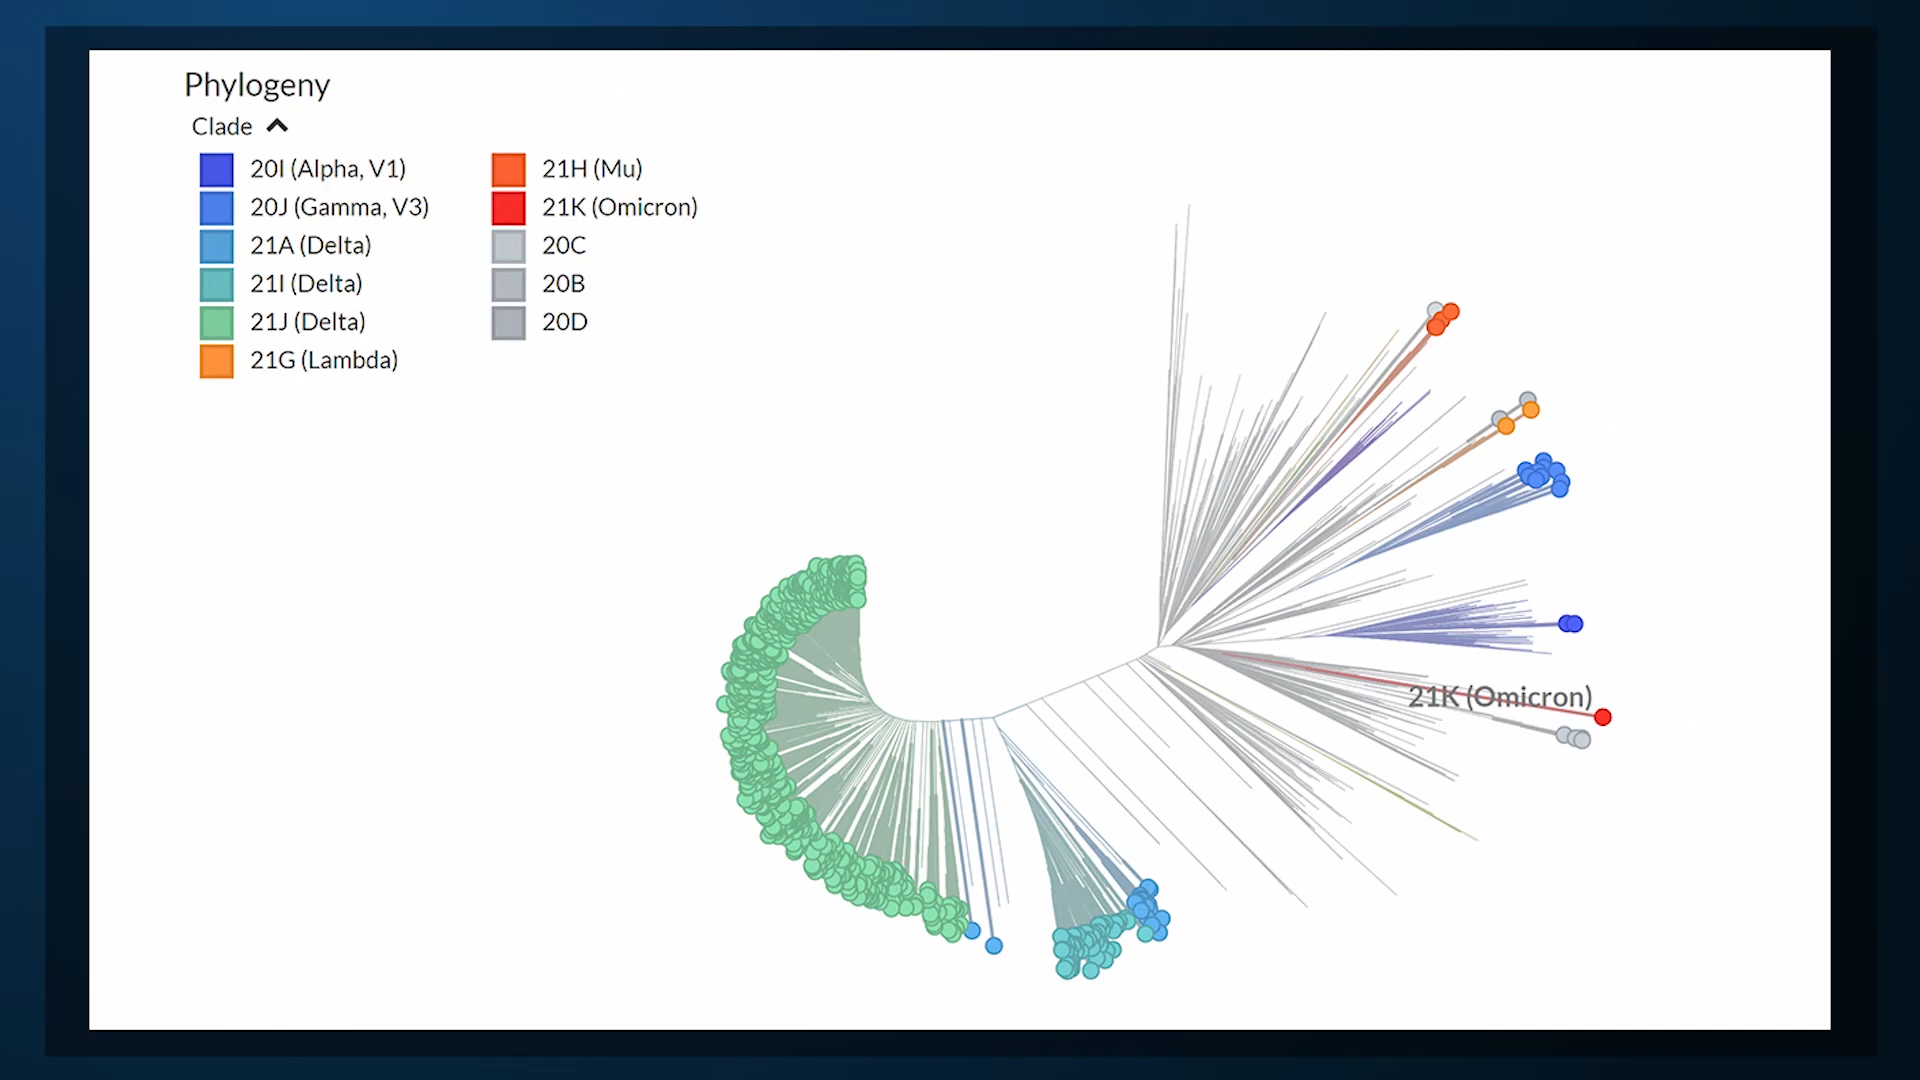 Phylogeny
Clade
20I (Alpha, V1)
20J (Gamma, V3)
21A (Delta)
21I (Delta)
21J (Delta)
21G (Lambda)
21H (Mu)
21K (Omicron)
20C
20B
20D
21K (Omicron)